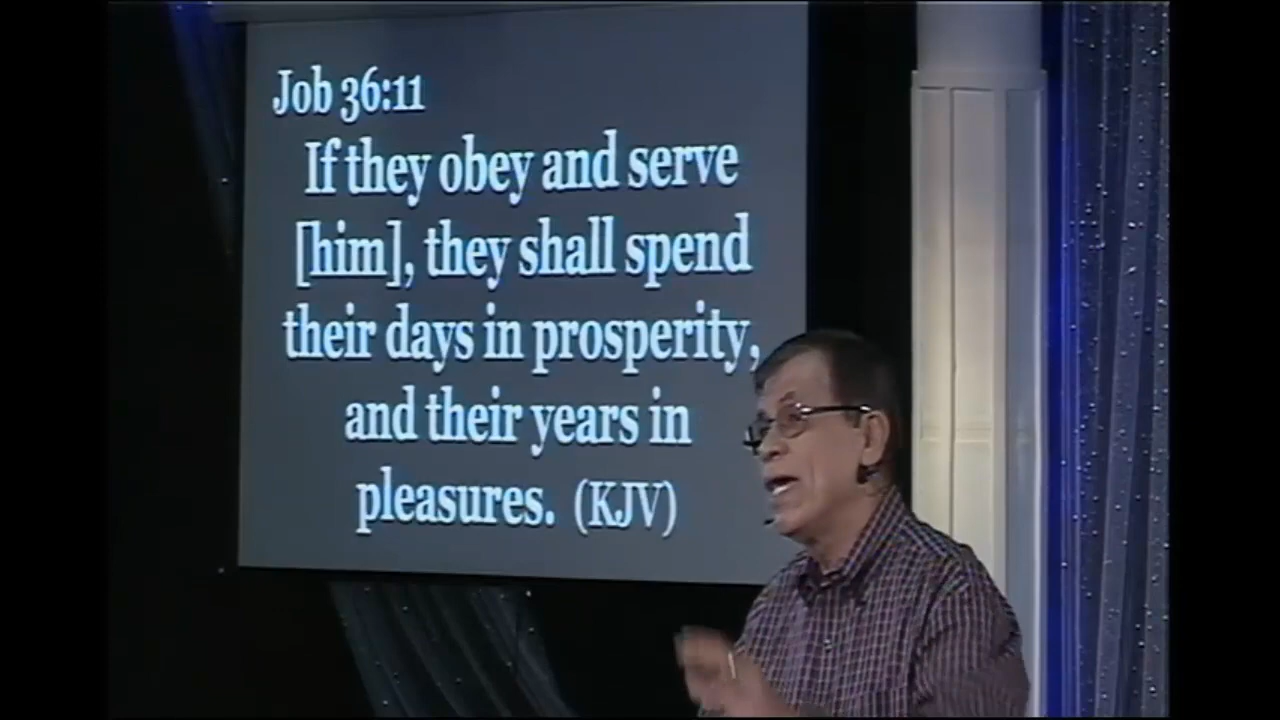 Job 36:11
If they obey and serve
[him], they shall spend
their days in prosperity,
and their years in
pleasures. (KJV)